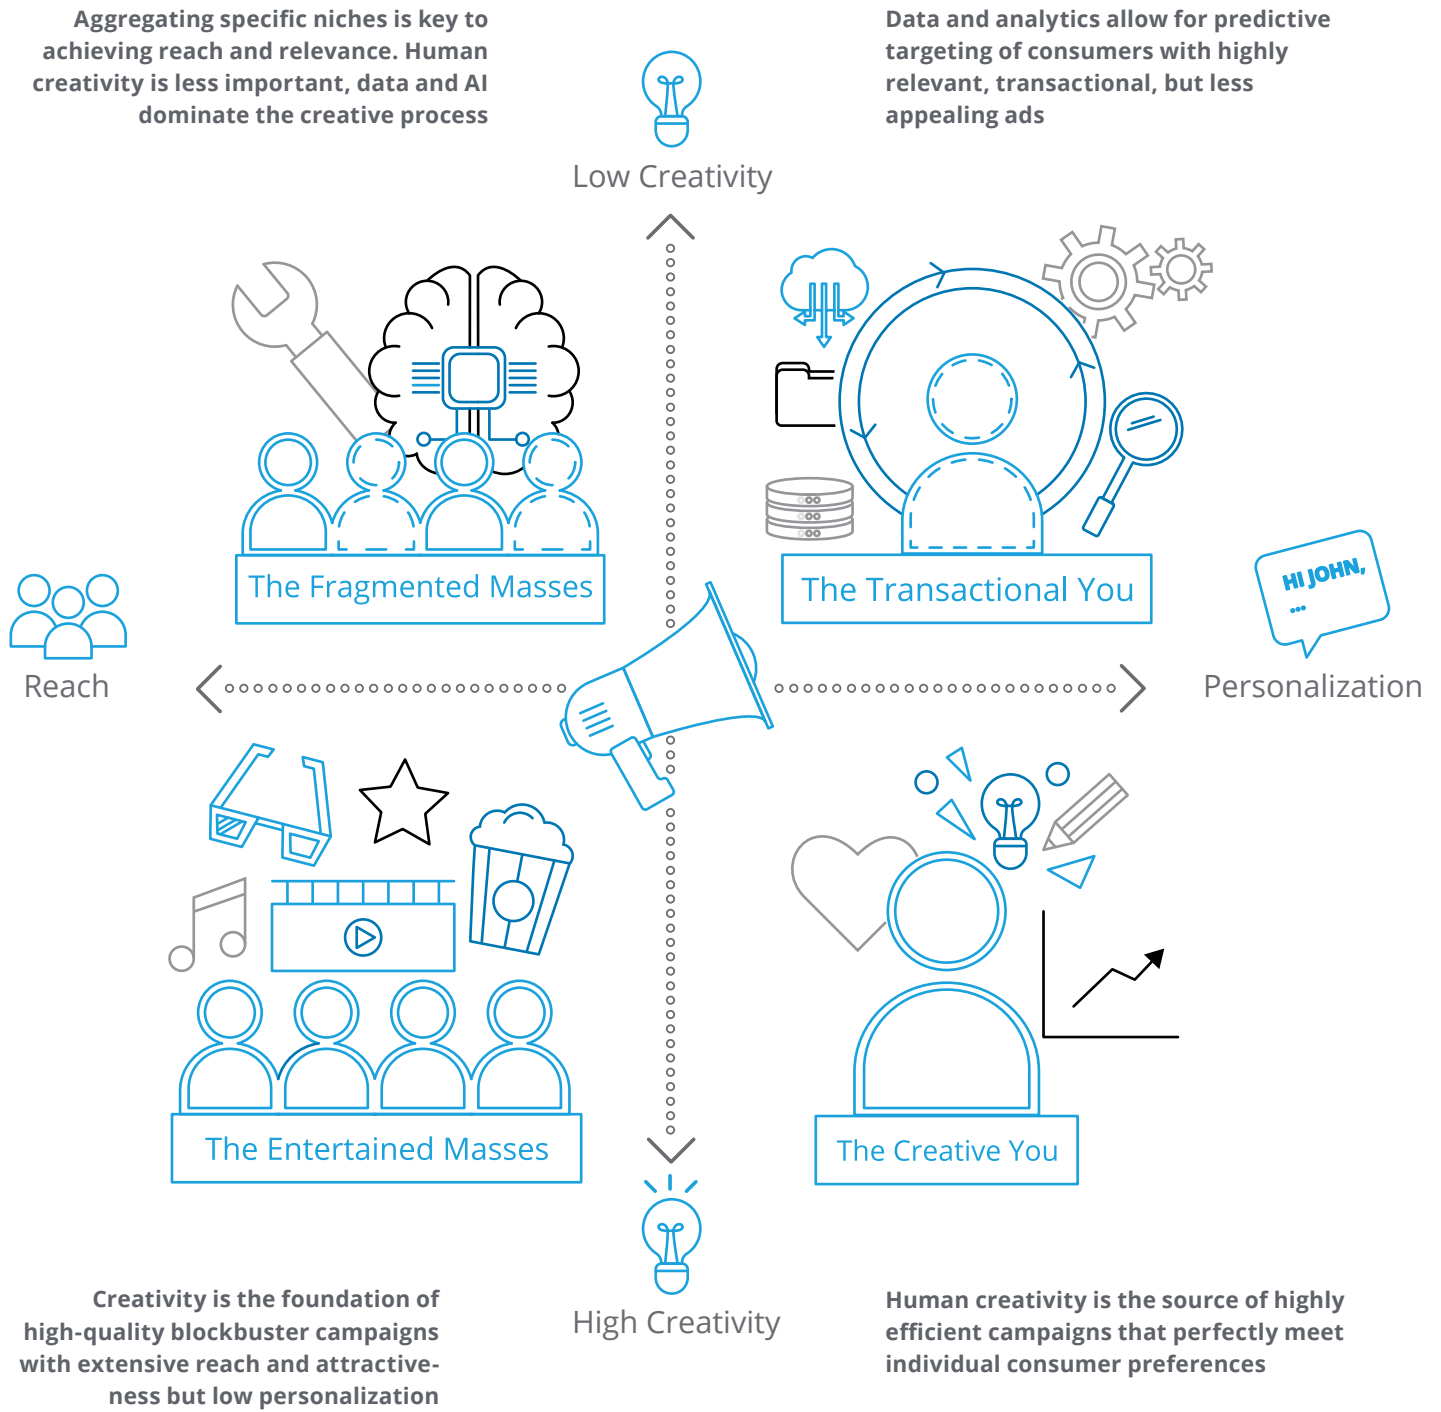 Aggregating specific niches is key to
achieving reach and relevance. Human
creativity is less important, data and AI
dominate the creative process
Data and analytics allow for predictive
targeting of consumers with highly
relevant, transactional, but less
appealing ads
Low Creativity
The Fragmented Masses
The Transactional You
HI JOHN,
...
Reach
Personalization
The Entertained Masses
The Creative You
High Creativity
Creativity is the foundation of
high-quality blockbuster campaigns
with extensive reach and attractive-
ness but low personalization
Human creativity is the source of highly
efficient campaigns that perfectly meet
individual consumer preferences